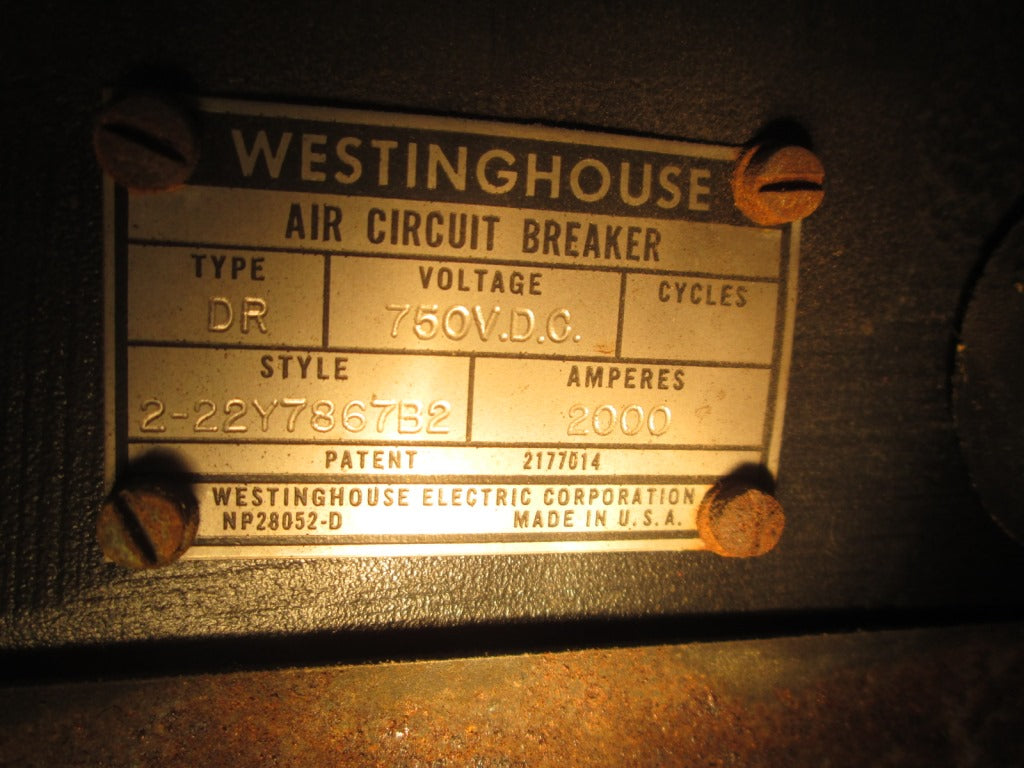 WESTINGHOUSE
AIR CIRCUIT BREAKER
TYPE VOLTAGE CYCLES
DR 750V.D.C.
STYLE AMPERES
2-22Y7867B2 2000
PATENT 2177014
WESTINGHOUSE ELECTRIC CORPORATION
NP28052-D MADE IN U.S.A.